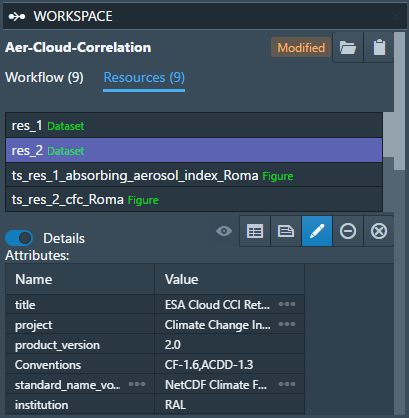 WORKSPACE
Aer-Cloud-Correlation Modified
Workflow (9) Resources (9)
res_1 Dataset
res_2 Dataset
ts_res_1_absorbing_aerosol_index_Roma Figure
ts_res_2_cfc_Roma Figure
Details
Attributes:
Name Value
title ESA Cloud CCI Ret... •••
project Climate Change In... •••
product_version 2.0
Conventions CF-1.6,ACDD-1.3
standard_name_vo... ••• NetCDF Climate F... •••
institution RAL